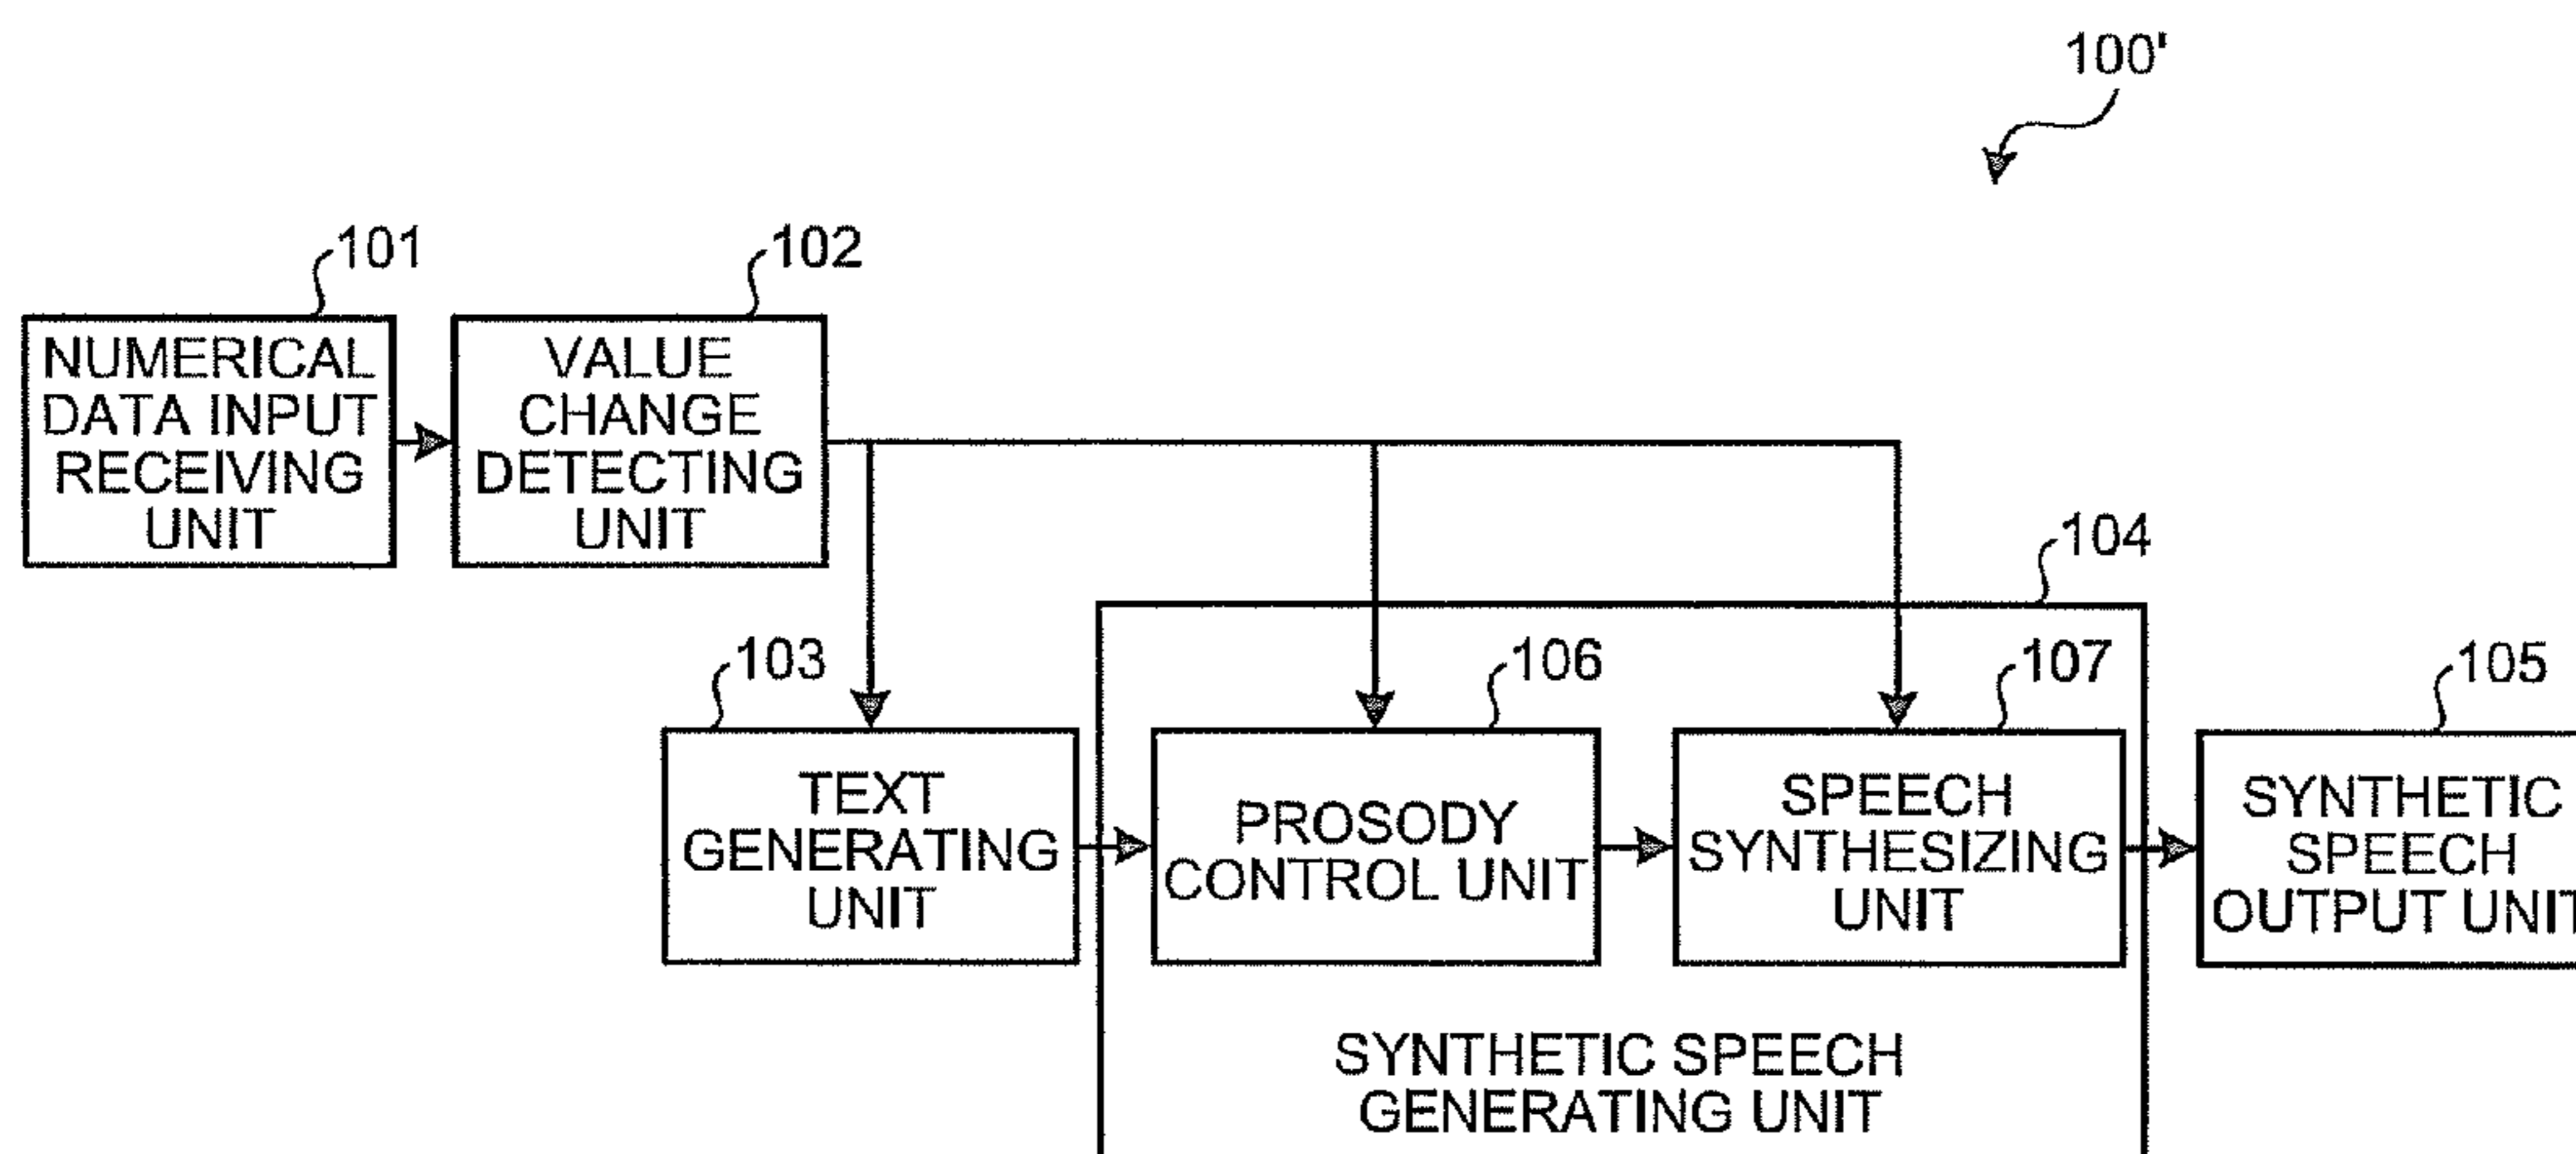 100'
101
102
NUMERICAL
DATA INPUT
RECEIVING
UNIT
VALUE
CHANGE
DETECTING
UNIT
104
103
106
107
105
TEXT
GENERATING
UNIT
PROSODY
CONTROL UNIT
SPEECH
SYNTHESIZING
UNIT
SYNTHETIC
SPEECH
OUTPUT UNIT
SYNTHETIC SPEECH
GENERATING UNIT